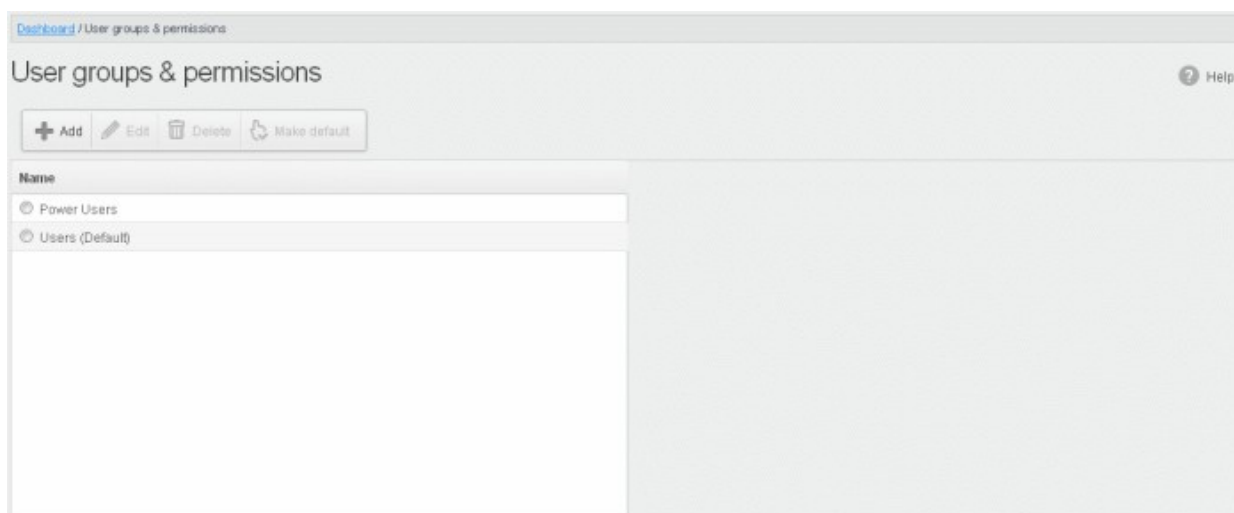 Dashboard / User groups & permissions
User groups & permissions
Help
Add Edit Delete Make default
Name
Power Users
Users (Default)